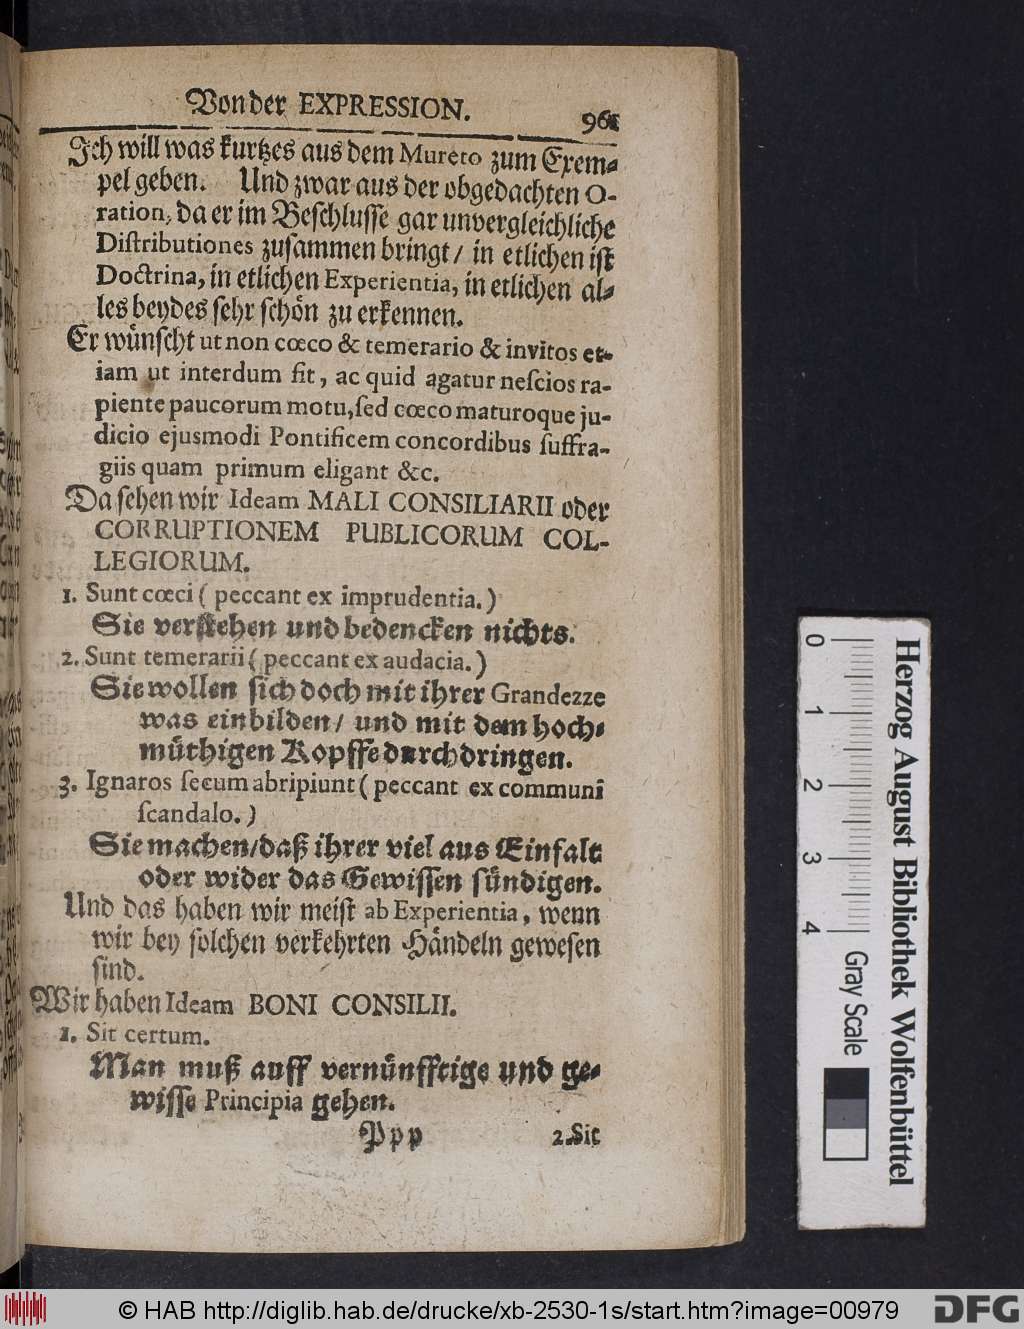 Von der EXPRESSION. 961
Ich will was kurtzes aus dem Mureto zum Exem-
pel geben. Und zwar aus der obgedachten O-
ration, da er im Beschlusse gar unvergleichliche
Distributiones zusammen bringt / in etlichen ist
Doctrina, in etlichen Experientia, in etlichen al-
les beydes sehr schön zu erkennen.
Er wünscht ut non cœco & temerario & invitos et-
iam ut interdum fit, ac quid agatur nescios ra-
piente paucorum motu, sed cœco maturoque ju-
dicio ejusmodi Pontificem concordibus suffra-
giis quam primum eligant &c.
Da sehen wir Ideam MALI CONSILIARII oder
CORRUPTIONEM PUBLICORUM COL-
LEGIORUM.
1. Sunt cœci ( peccant ex imprudentia. )
Sie verstehen und bedencken nichts.
2. Sunt temerarii ( peccant ex audacia. )
Sie wollen sich doch mit ihrer Grandezze
was einbilden / und mit dem hoch-
müthigen Kopffe durchdringen.
3. Ignaros secum abripiunt ( peccant ex communi
scandalo. )
Sie machen / daß ihrer viel aus Einfalt
oder wider das Gewissen sündigen.
Und das haben wir meist ab Experientia, wenn
wir bey solchen verkehrten Händeln gewesen
sind.
Wir haben Ideam BONI CONSILII.
1. Sit certum.
Man muß auff vernünfftige und ge-
wisse Principia gehen.
Ppp 2. Sit
0 1 2 3 4
Herzog August Bibliothek Wolfenbüttel
Gray Scale
© HAB http://diglib.hab.de/drucke/xb-2530-1s/start.htm?image=00979
DFG